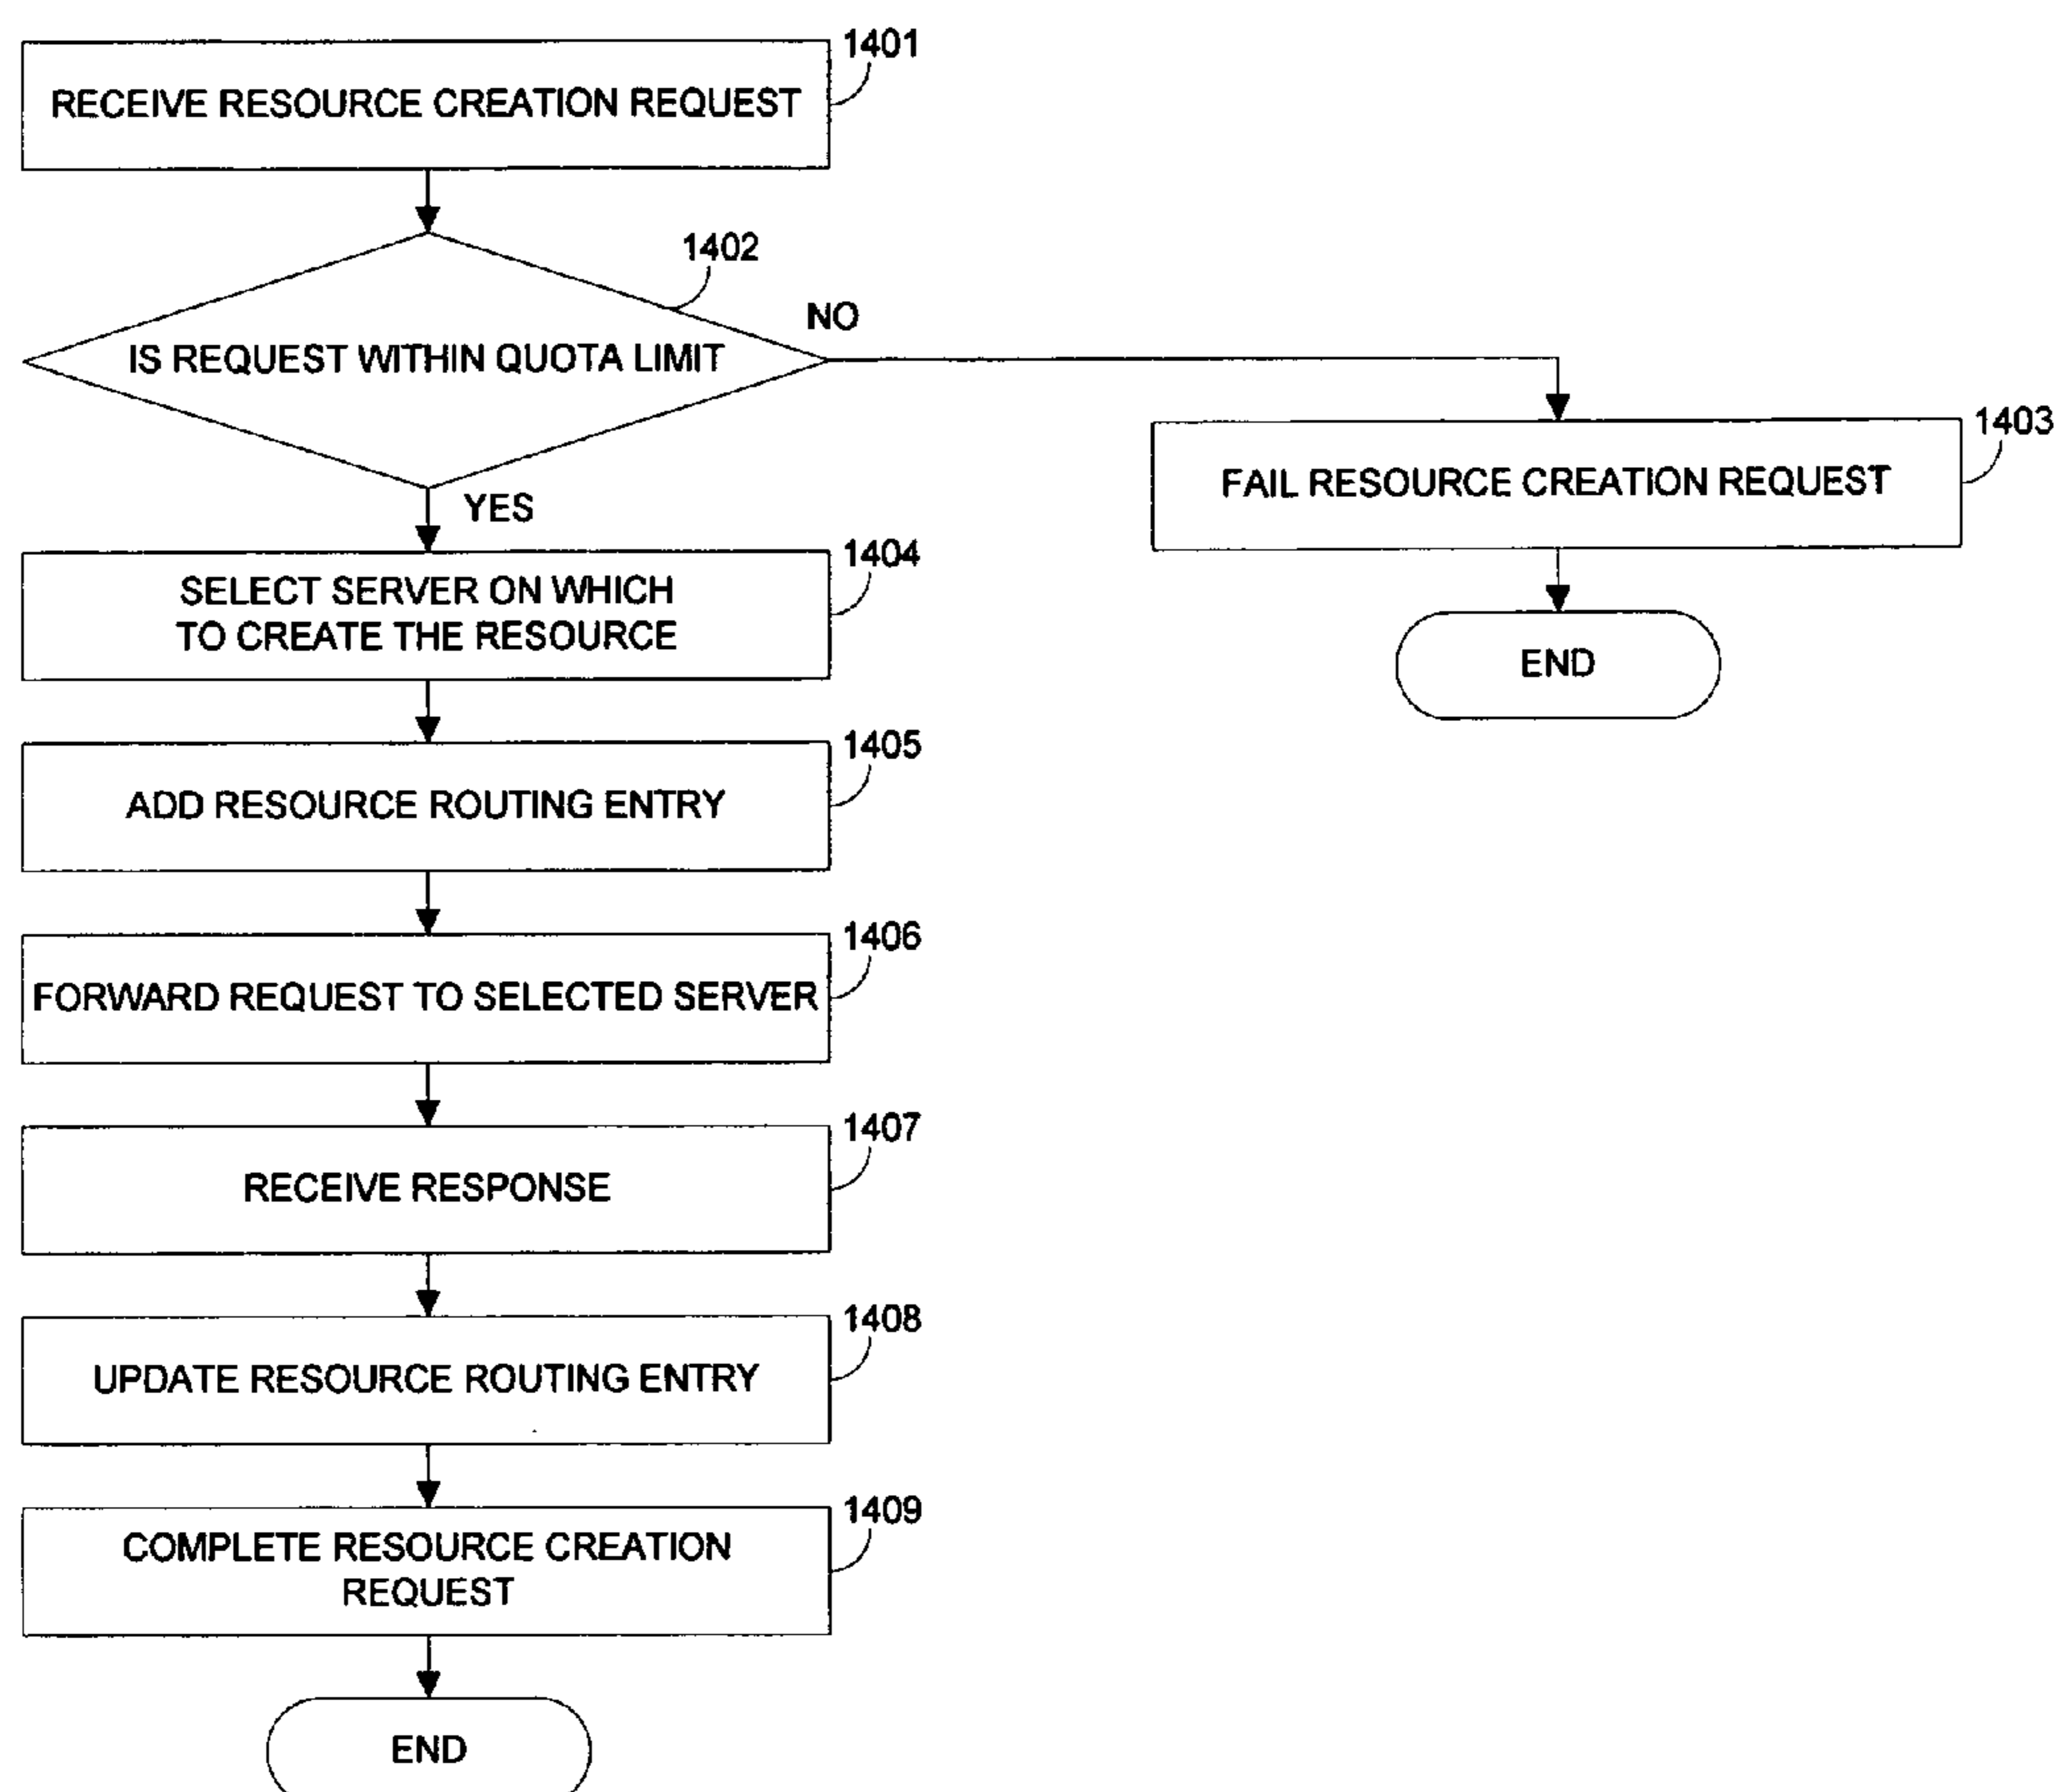 1401
RECEIVE RESOURCE CREATION REQUEST
1402
IS REQUEST WITHIN QUOTA LIMIT
NO
1403
FAIL RESOURCE CREATION REQUEST
END
YES
1404
SELECT SERVER ON WHICH
TO CREATE THE RESOURCE
1405
ADD RESOURCE ROUTING ENTRY
1406
FORWARD REQUEST TO SELECTED SERVER
1407
RECEIVE RESPONSE
1408
UPDATE RESOURCE ROUTING ENTRY
1409
COMPLETE RESOURCE CREATION
REQUEST
END